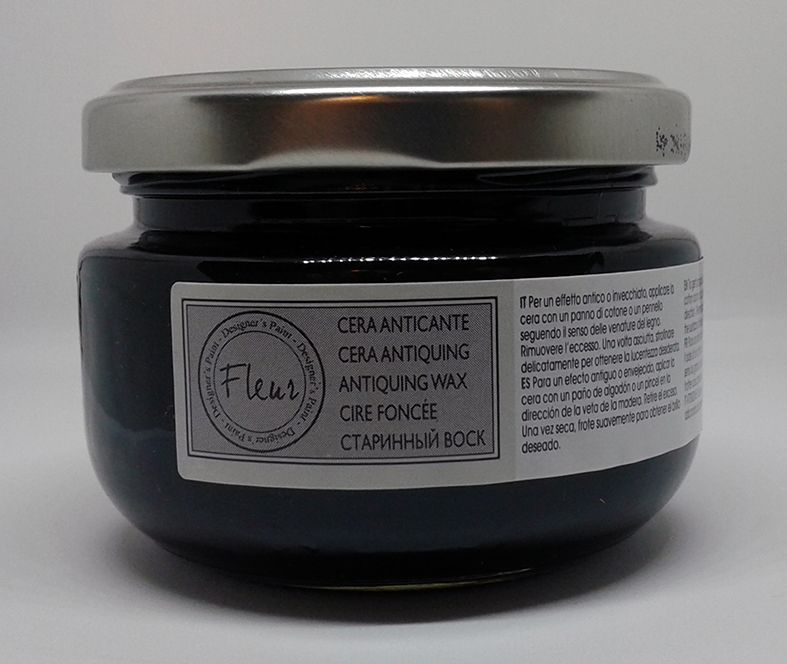 Designer's Paint - Designer's Paint - Designer's Paint -
Fleur
CERA ANTICANTE
CERA ANTIQUING
ANTIQUING WAX
CIRE FONCÉE
СТАРИННЫЙ ВОСК
IT Per un effetto antico o invecchiato, applicare la
cera con un panno di cotone o un pennello
seguendo il senso delle venature del legno.
Rimuovere l'eccesso. Una volta asciutta, strofinare
delicatamente per ottenere la lucentezza desiderata.
ES Para un efecto antiguo o envejecido, aplicar la
cera con un paño de algodón o un pincel en la
dirección de la veta de la madera. Retire el exceso.
Una vez seca, frote suavemente para obtener el brillo
deseado.